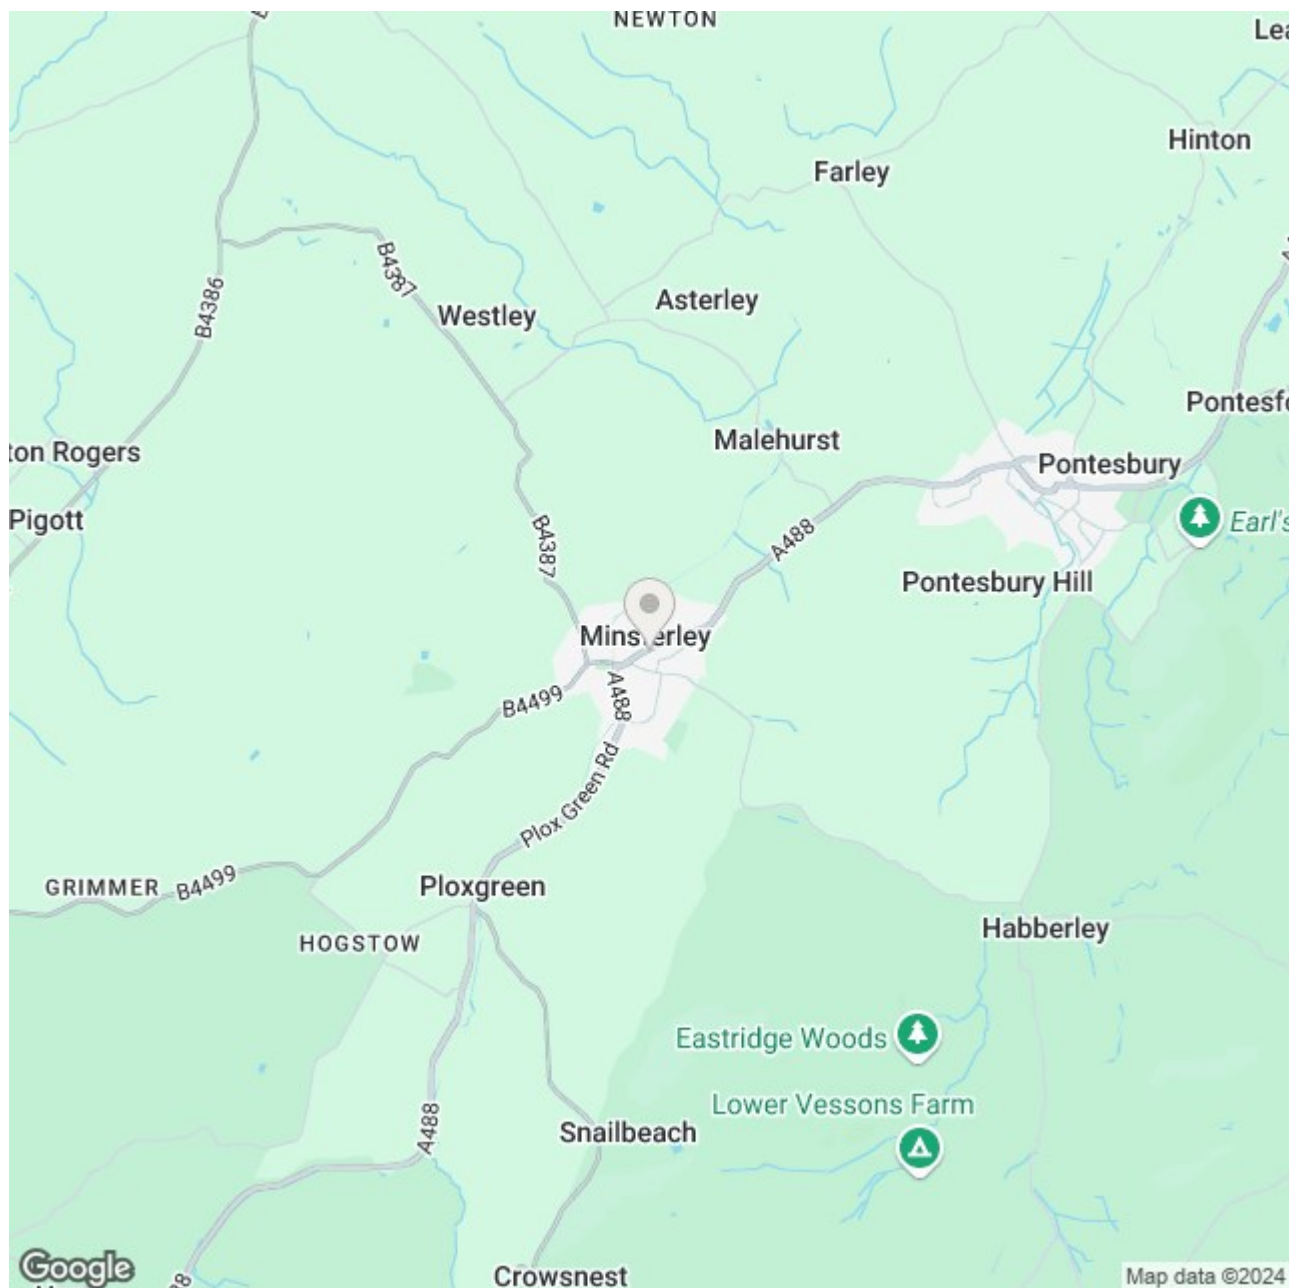 NEWTON
Lea
Hinton
Farley
B4387
B4386
Westley
Asterley
Pontesfo
Malehurst
ton Rogers
Pontesbury
Pigott
Earl's
B4387
A488
Pontesbury Hill
Minsterley
B4499
A488
Plox Green Rd
GRIMMER
B4499
Ploxgreen
HOGSTOW
Habberley
Eastridge Woods
Lower Vessons Farm
A488
Snailbeach
Crowsnest
Google
Map data ©2024